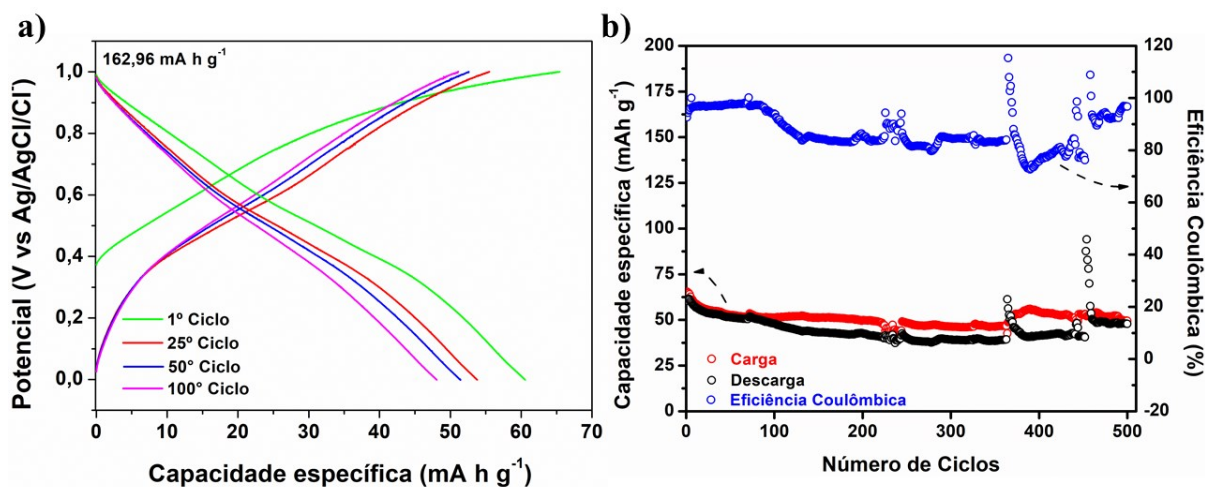 a)
162,96 mA h g-1
Potencial (V vs Ag/AgCl/Cl-)
1,0
0,8
0,6
0,4
0,2
0,0
1º Ciclo
25º Ciclo
50° Ciclo
100° Ciclo
0 10 20 30 40 50 60 70
Capacidade específica (mA h g-1)
b)
Capacidade específica (mAh g-1)
200
175
150
125
100
75
50
25
0
Carga
Descarga
Eficiência Coulômbica
0 100 200 300 400 500
Número de Ciclos
120
100
80
60
40
20
0
-20
Eficiência Coulômbica (%)